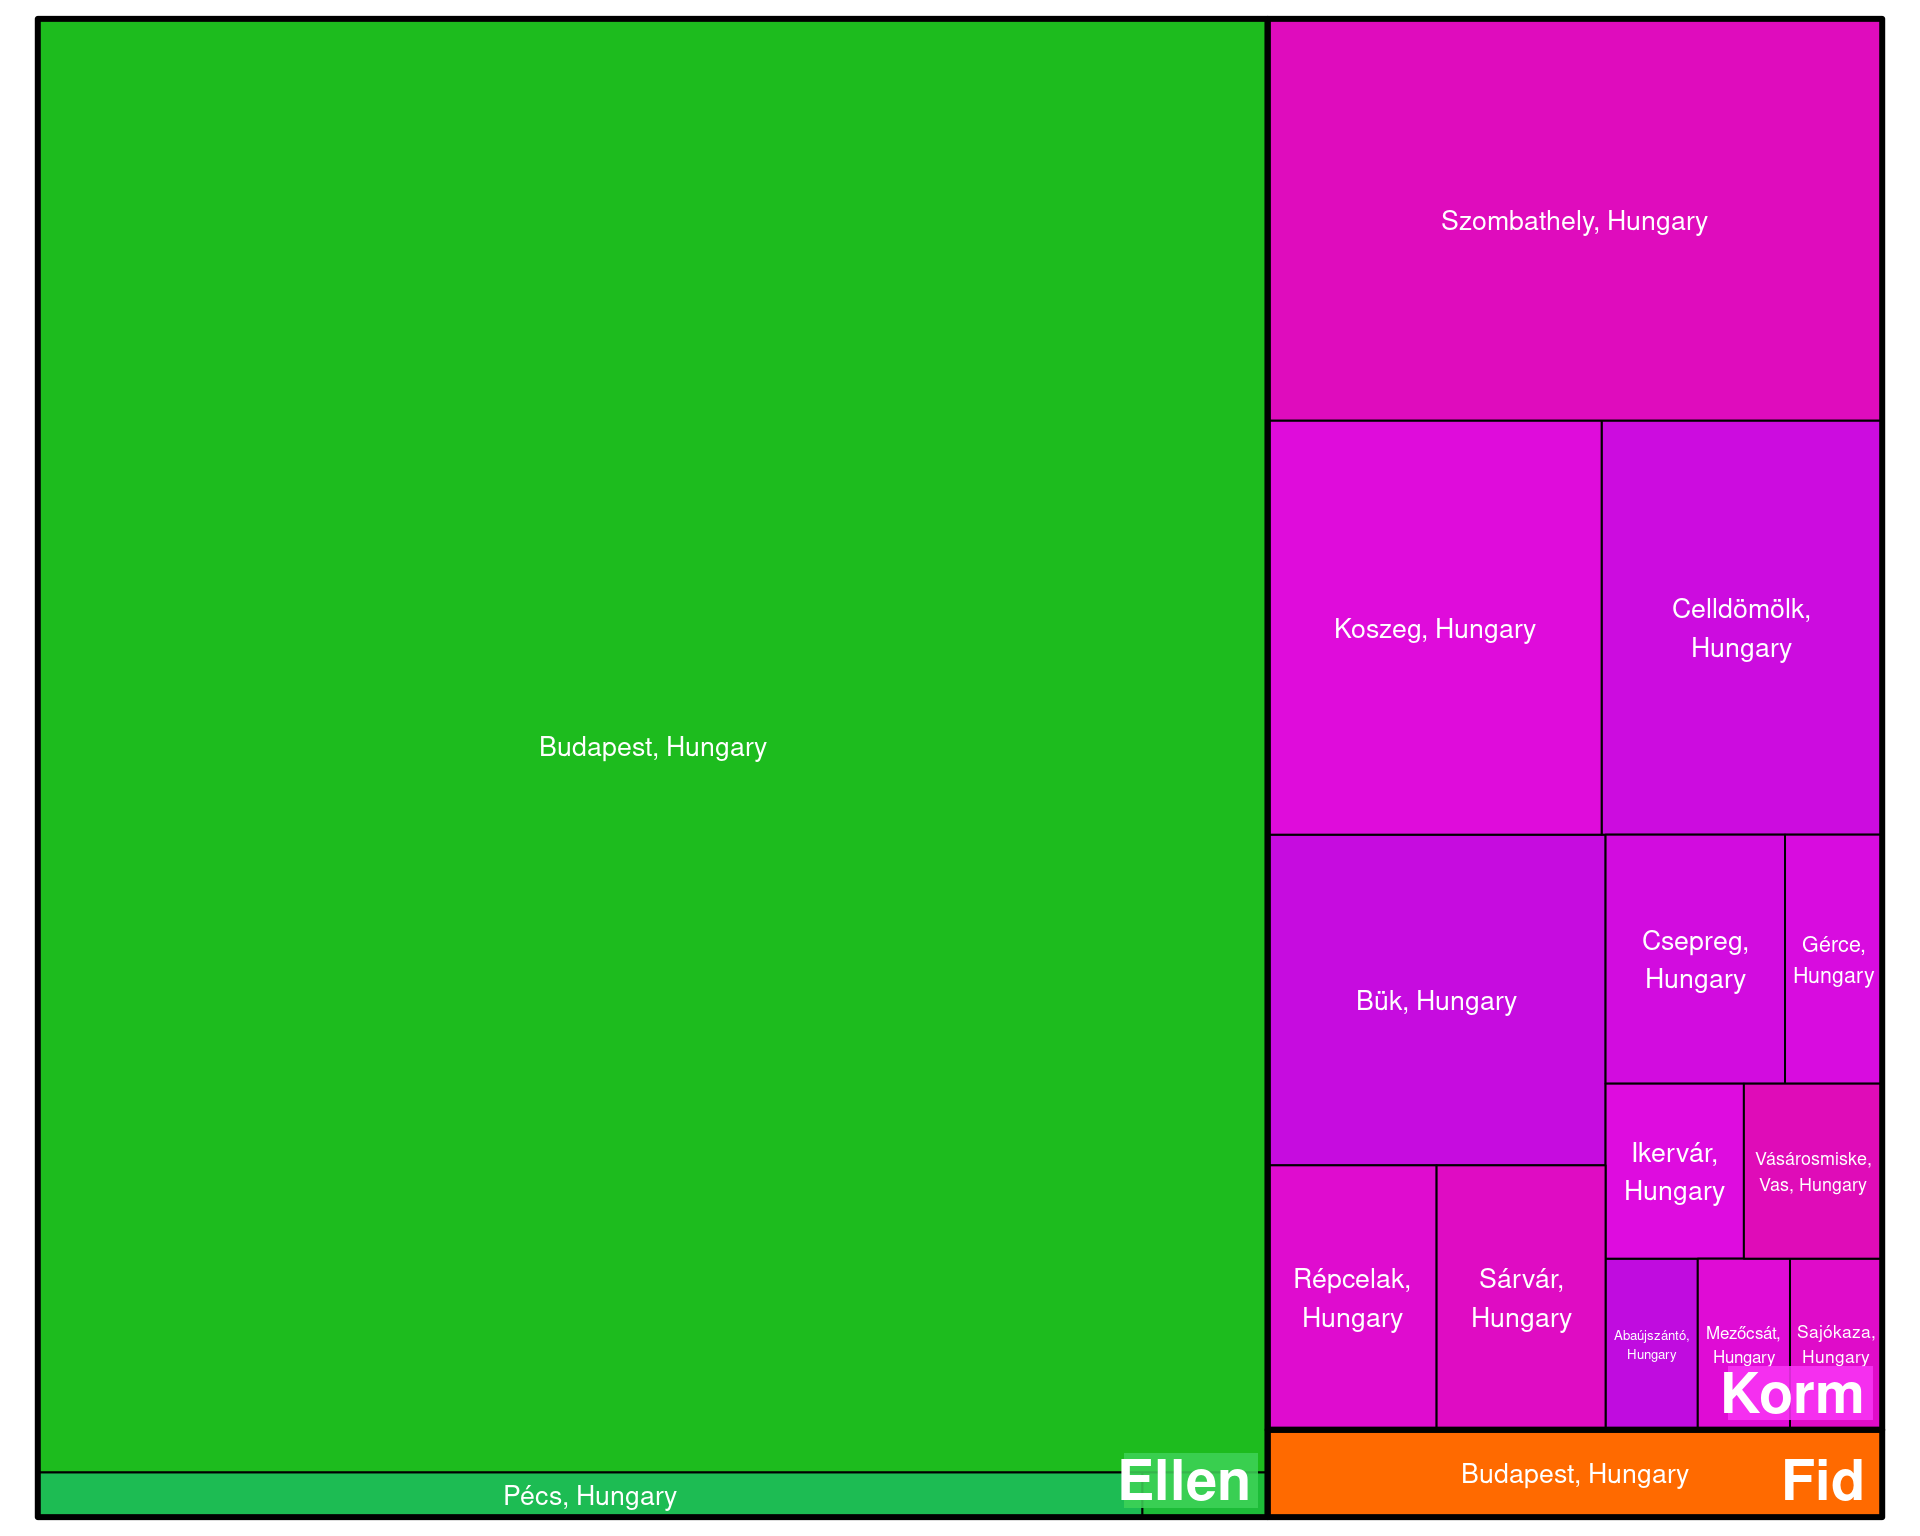 Budapest, Hungary
Pécs, Hungary
Ellen
Szombathely, Hungary
Koszeg, Hungary
Celldömölk,
Hungary
Bük, Hungary
Csepreg,
Hungary
Gérce,
Hungary
Ikervár,
Hungary
Vásárosmiske,
Vas, Hungary
Répcelak,
Hungary
Sárvár,
Hungary
Abaújszántó,
Hungary
Mezőcsát,
Hungary
Sajókaza,
Hungary
Korm
Budapest, Hungary
Fid